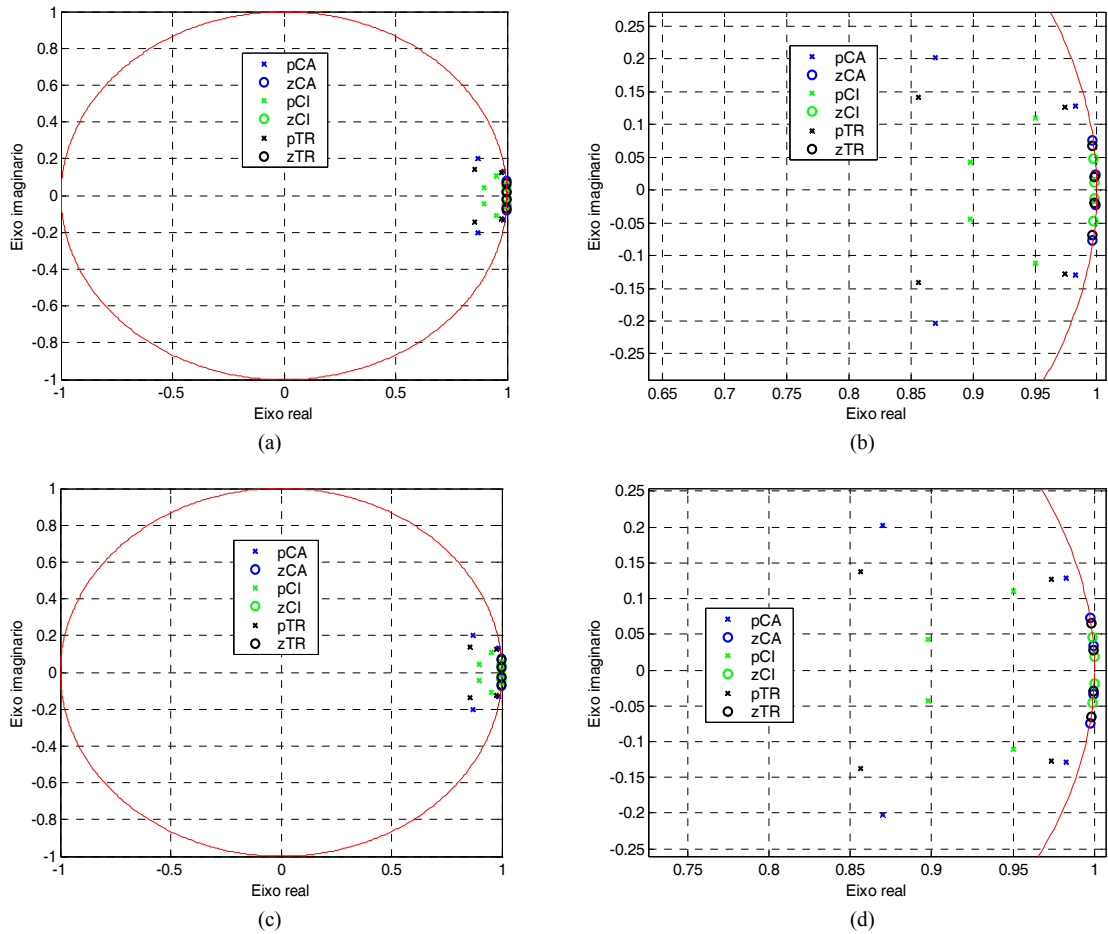 1
0.8
0.6
0.4
0.2
0
-0.2
-0.4
-0.6
-0.8
-1
-1
-0.5
0
0.5
1
Eixo real
Eixo imaginario
pCA
zCA
pCI
zCI
pTR
zTR
(a)
0.25
0.2
0.15
0.1
0.05
0
-0.05
-0.1
-0.15
-0.2
-0.25
0.65
0.7
0.75
0.8
0.85
0.9
0.95
1
Eixo real
Eixo imaginario
pCA
zCA
pCI
zCI
pTR
zTR
(b)
1
0.8
0.6
0.4
0.2
0
-0.2
-0.4
-0.6
-0.8
-1
-1
-0.5
0
0.5
1
Eixo real
Eixo imaginario
pCA
zCA
pCI
zCI
pTR
zTR
(c)
0.25
0.2
0.15
0.1
0.05
0
-0.05
-0.1
-0.15
-0.2
-0.25
0.75
0.8
0.85
0.9
0.95
1
Eixo real
Eixo imaginario
pCA
zCA
pCI
zCI
pTR
zTR
(d)